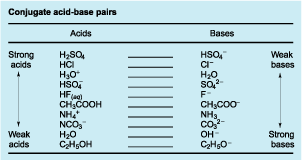 Conjugate acid-base pairs
Acids Bases
Strong acids H₂SO₄ HSO₄⁻ Weak bases
HCl Cl⁻
H₃O⁺ H₂O
HSO₄⁻ SO₄²⁻
HF(aq) F⁻
CH₃COOH CH₃COO⁻
NH₄⁺ NH₃
NCO₃⁻ CO₃²⁻
Weak acids H₂O OH⁻ Strong bases
C₂H₅OH C₂H₅O⁻